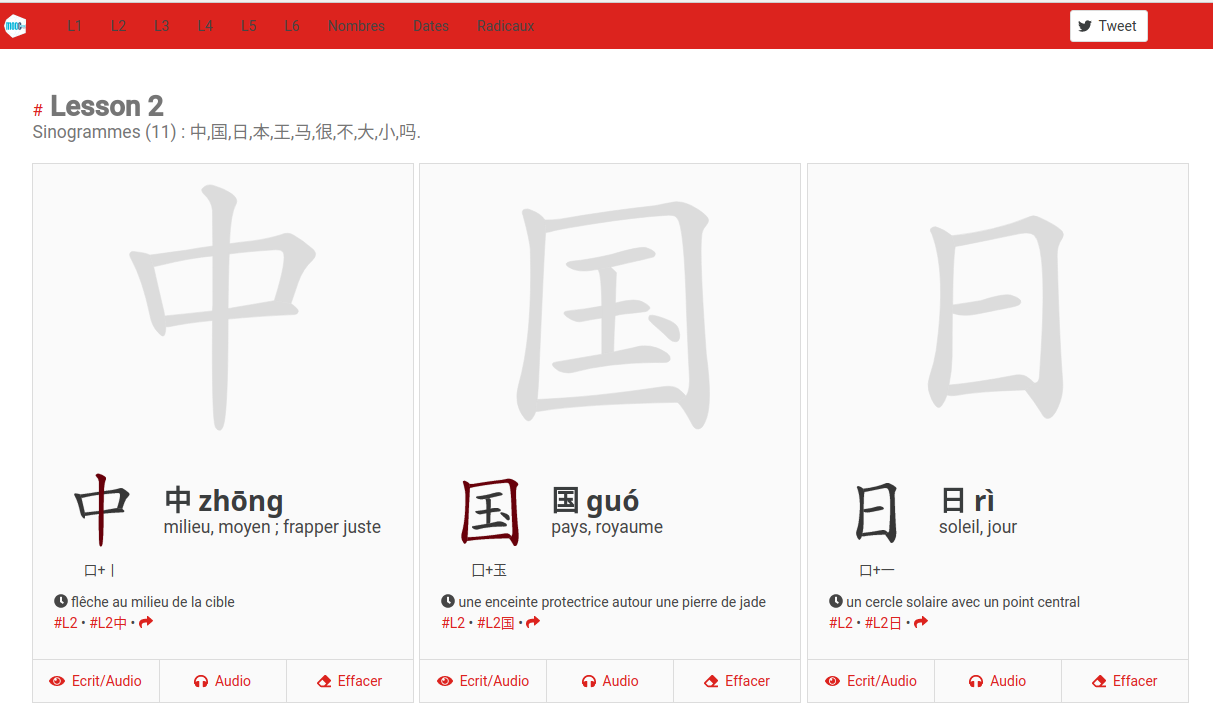 MOOC
L1 L2 L3 L4 L5 L6 Nombres Dates Radicaux Tweet
# Lesson 2
Sinogrammes (11) : 中,国,日,本,王,马,很,不,大,小,吗.
中 国 日
中 中 zhōng
milieu, moyen ; frapper juste
口+丨
flêche au milieu de la cible
#L2 • #L2中 •
Ecrit/Audio Audio Effacer
国 国 guó
pays, royaume
囗+玉
une enceinte protectrice autour une pierre de jade
#L2 • #L2国 •
Ecrit/Audio Audio Effacer
日 日 rì
soleil, jour
口+一
un cercle solaire avec un point central
#L2 • #L2日 •
Ecrit/Audio Audio Effacer